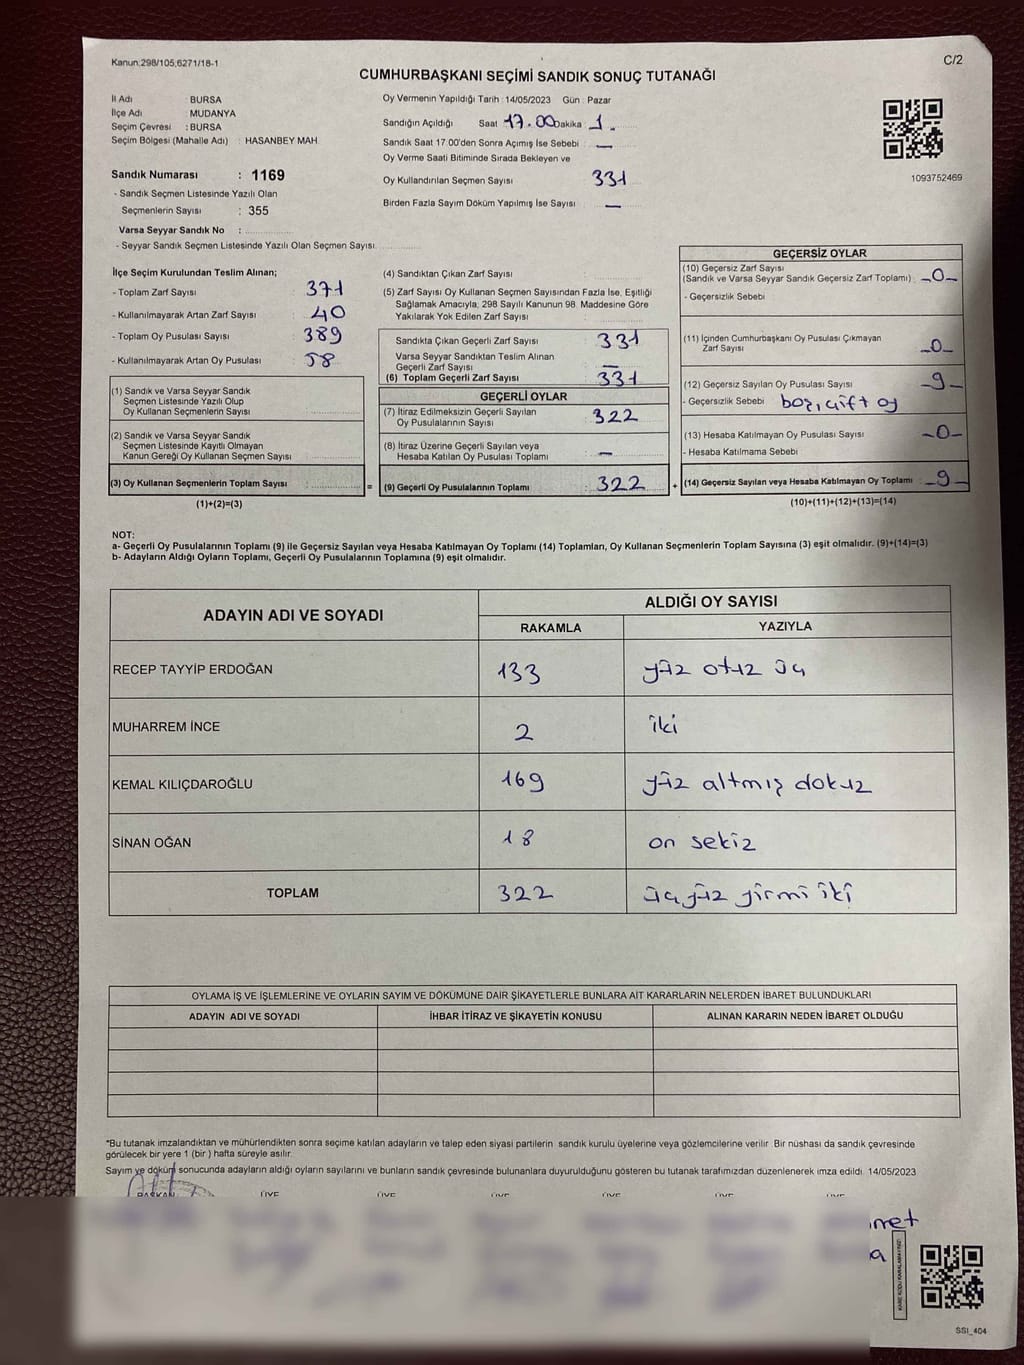 Kanun:298/105,6271/18-1
C/2
CUMHURBAŞKANI SEÇİMİ SANDIK SONUÇ TUTANAĞI
İl Adı BURSA
İlçe Adı : MUDANYA
Seçim Çevresi : BURSA
Seçim Bölgesi (Mahalle Adı) : HASANBEY MAH.
Sandık Numarası : 1169
- Sandık Seçmen Listesinde Yazılı Olan
Seçmenlerin Sayısı : 355
Varsa Seyyar Sandık No :
- Seyyar Sandık Seçmen Listesinde Yazılı Olan Seçmen Sayısı
Oy Vermenin Yapıldığı Tarih : 14/05/2023 Gün : Pazar
Sandığın Açıldığı Saat 17.00 Dakika : 1.
Sandık Saat 17.00'den Sonra Açımış İse Sebebi : —
Oy Verme Saati Bitiminde Sırada Bekleyen ve
Oy Kullandırılan Seçmen Sayısı 331
Birden Fazla Sayım Döküm Yapılmış İse Sayısı —
1093752469
İlçe Seçim Kurulundan Teslim Alınan;
- Toplam Zarf Sayısı : 371
- Kullanılmayarak Artan Zarf Sayısı : 40
- Toplam Oy Pusulası Sayısı : 389
- Kullanılmayarak Artan Oy Pusulası : 58
(1) Sandık ve Varsa Seyyar Sandık
Seçmen Listesinde Yazılı Olup
Oy Kullanan Seçmenlerin Sayısı
(2) Sandık ve Varsa Seyyar Sandık
Seçmen Listesinde Kayıtlı Olmayan
Kanun Gereği Oy Kullanan Seçmen Sayısı
(3) Oy Kullanan Seçmenlerin Toplam Sayısı :
(1)+(2)=(3)
(4) Sandıktan Çıkan Zarf Sayısı
(5) Zarf Sayısı Oy Kullanan Seçmen Sayısından Fazla İse, Eşitliği
Sağlamak Amacıyla, 298 Sayılı Kanunun 98. Maddesine Göre
Yakılarak Yok Edilen Zarf Sayısı
Sandıkta Çıkan Geçerli Zarf Sayısı 331
Varsa Seyyar Sandıktan Teslim Alınan
Geçerli Zarf Sayısı —
(6) Toplam Geçerli Zarf Sayısı 331
GEÇERLİ OYLAR
(7) İtiraz Edilmeksizin Geçerli Sayılan
Oy Pusulalarının Sayısı 322
(8) İtiraz Üzerine Geçerli Sayılan veya
Hesaba Katılan Oy Pusulası Toplamı —
= (9) Geçerli Oy Pusulalarının Toplamı : 322
GEÇERSİZ OYLAR
(10) Geçersiz Zarf Sayısı
(Sandık ve Varsa Seyyar Sandık Geçersiz Zarf Toplamı) -0-
- Geçersizlik Sebebi
(11) İçinden Cumhurbaşkanı Oy Pusulası Çıkmayan
Zarf Sayısı -0-
(12) Geçersiz Sayılan Oy Pusulası Sayısı -9-
- Geçersizlik Sebebi boş, çift oy
(13) Hesaba Katılmayan Oy Pusulası Sayısı -0-
- Hesaba Katılmama Sebebi
+ (14) Geçersiz Sayılan veya Hesaba Katılmayan Oy Toplamı : -9-
(10)+(11)+(12)+(13)=(14)
NOT:
a- Geçerli Oy Pusulalarının Toplamı (9) ile Geçersiz Sayılan veya Hesaba Katılmayan Oy Toplamı (14) Toplamları, Oy Kullanan Seçmenlerin Toplam Sayısına (3) eşit olmalıdır. (9)+(14)=(3)
b- Adayların Aldığı Oyların Toplamı, Geçerli Oy Pusulalarının Toplamına (9) eşit olmalıdır.
ADAYIN ADI VE SOYADI ALDIĞI OY SAYISI
RAKAMLA YAZIYLA
RECEP TAYYİP ERDOĞAN 133 yüz otuz üç
MUHARREM İNCE 2 iki
KEMAL KILIÇDAROĞLU 169 yüz altmış dokuz
SİNAN OĞAN 18 on sekiz
TOPLAM 322 üç yüz yirmi iki
OYLAMA İŞ VE İŞLEMLERİNE VE OYLARIN SAYIM VE DÖKÜMÜNE DAİR ŞİKAYETLERLE BUNLARA AİT KARARLARIN NELERDEN İBARET BULUNDUKLARI
ADAYIN ADI VE SOYADI İHBAR İTİRAZ VE ŞİKAYETİN KONUSU ALINAN KARARIN NEDEN İBARET OLDUĞU
*Bu tutanak imzalandıktan ve mühürlendikten sonra seçime katılan adayların ve talep eden siyasi partilerin sandık kurulu üyelerine veya gözlemcilerine verilir. Bir nüshası da sandık çevresinde
görülecek bir yere 1 (bir) hafta süreyle asılır.
Sayım ve döküm sonucunda adayların aldığı oyların sayılarını ve bunların sandık çevresinde bulunanlara duyurulduğunu gösteren bu tutanak tarafımızdan düzenlenerek imza edildi. 14/05/2023
BAŞKAN ÜYE ÜYE ÜYE ÜYE ÜYE ÜYE
KARE KODU KARALAMAYINIZ!
SSI_404